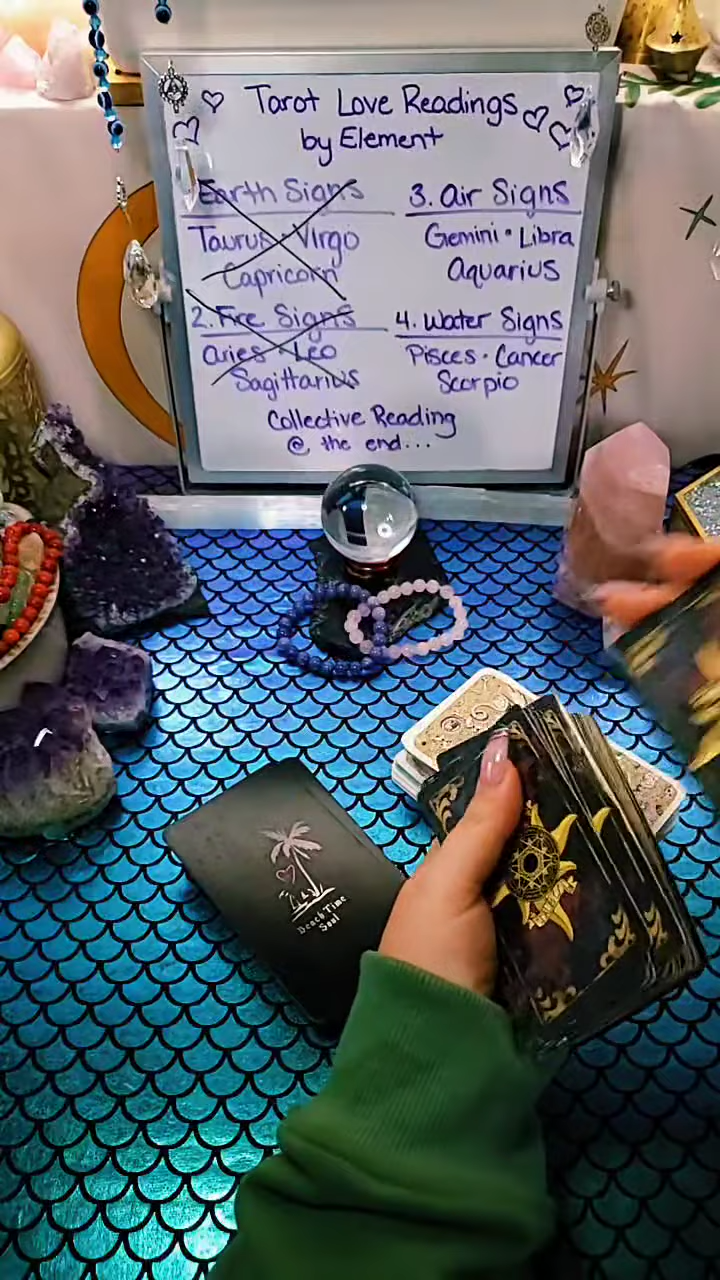 Tarot Love Readings
by Element
Earth Signs
Taurus • Virgo
Capricorn
2. Fire Signs
Aries • Leo
Sagittarius
3. Air Signs
Gemini • Libra
Aquarius
4. Water Signs
Pisces • Cancer
Scorpio
Collective Reading
@ the end...
Beach Time
Soul